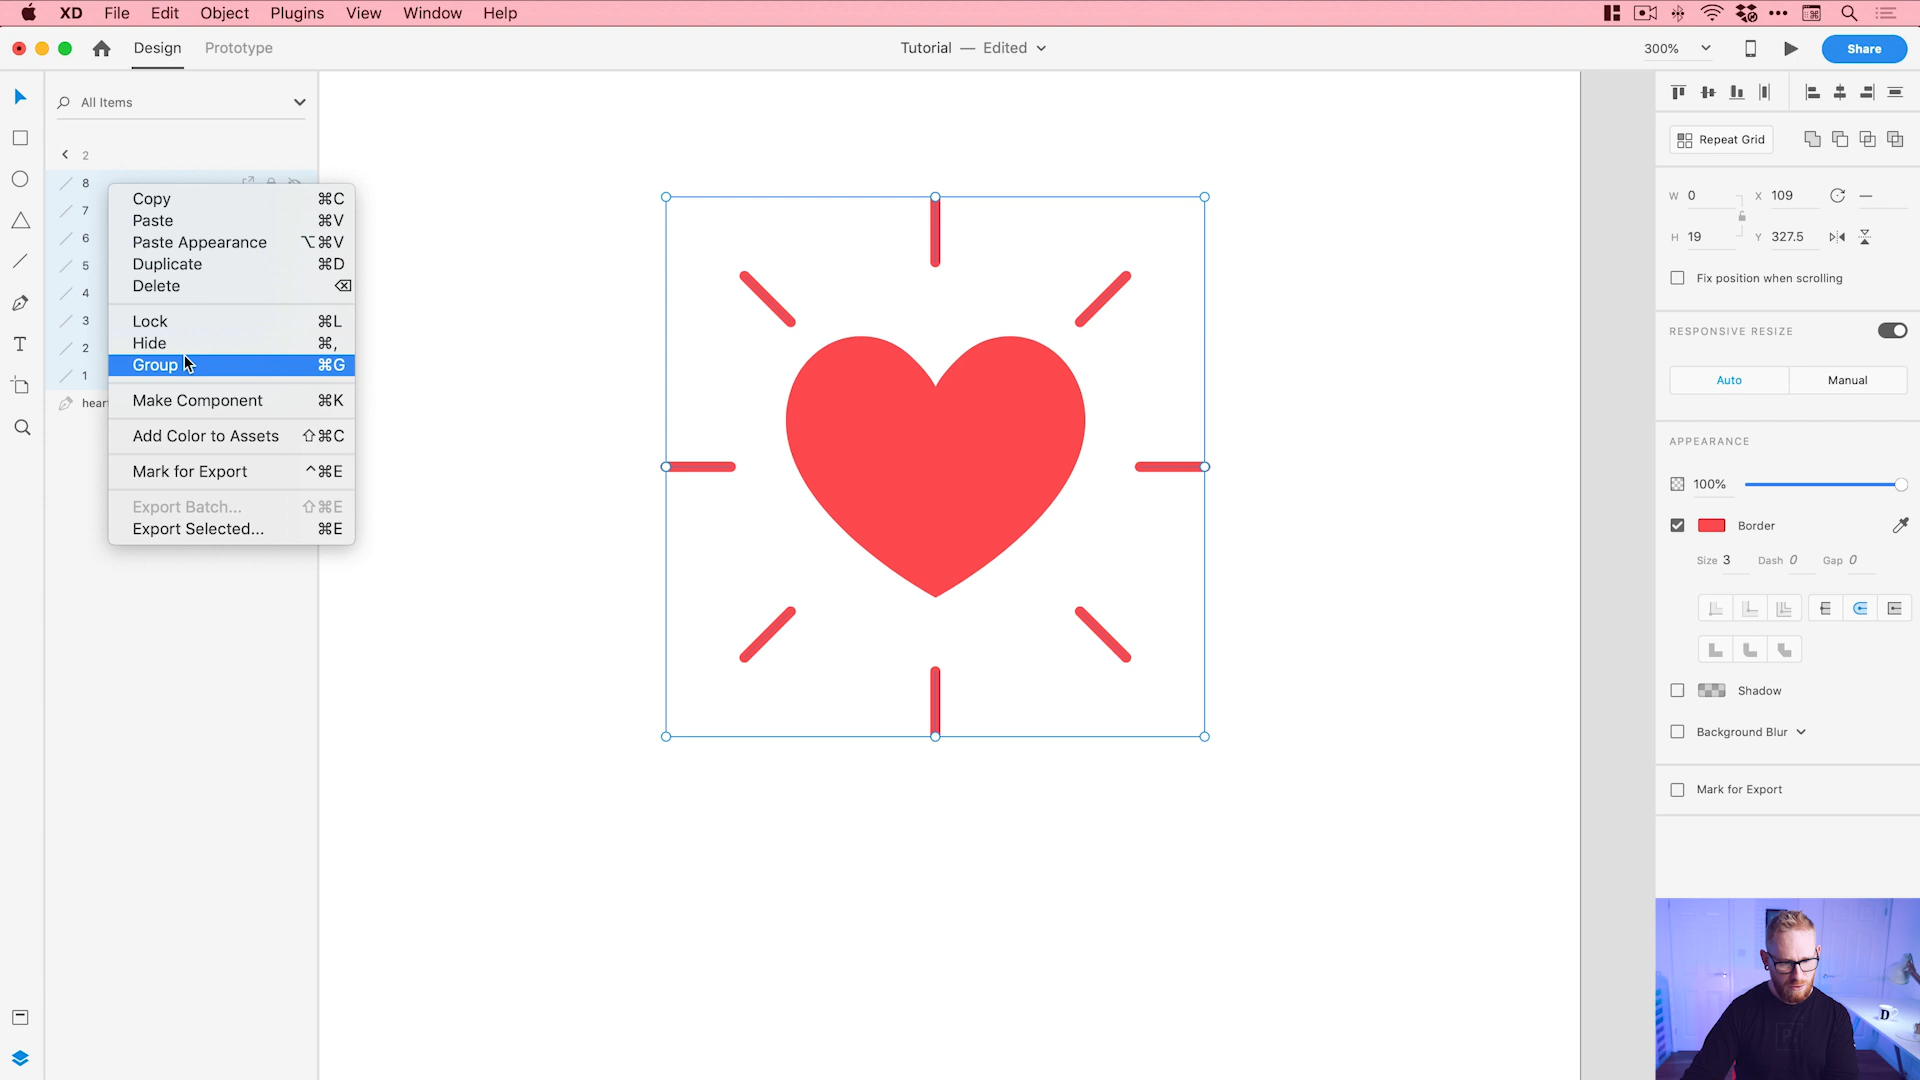 XD File Edit Object Plugins View Window Help
Design Prototype
Tutorial — Edited
300%
Share
All Items
2
8
7
6
5
4
3
2
1
hear
Copy ⌘C
Paste ⌘V
Paste Appearance ⌥⌘V
Duplicate ⌘D
Delete ⌫
Lock ⌘L
Hide ⌘,
Group ⌘G
Make Component ⌘K
Add Color to Assets ⇧⌘C
Mark for Export ^⌘E
Export Batch... ⇧⌘E
Export Selected... ⌘E
Repeat Grid
W 0 X 109
H 19 Y 327.5
Fix position when scrolling
RESPONSIVE RESIZE
Auto Manual
APPEARANCE
100%
Border
Size 3 Dash 0 Gap 0
Shadow
Background Blur
Mark for Export
D